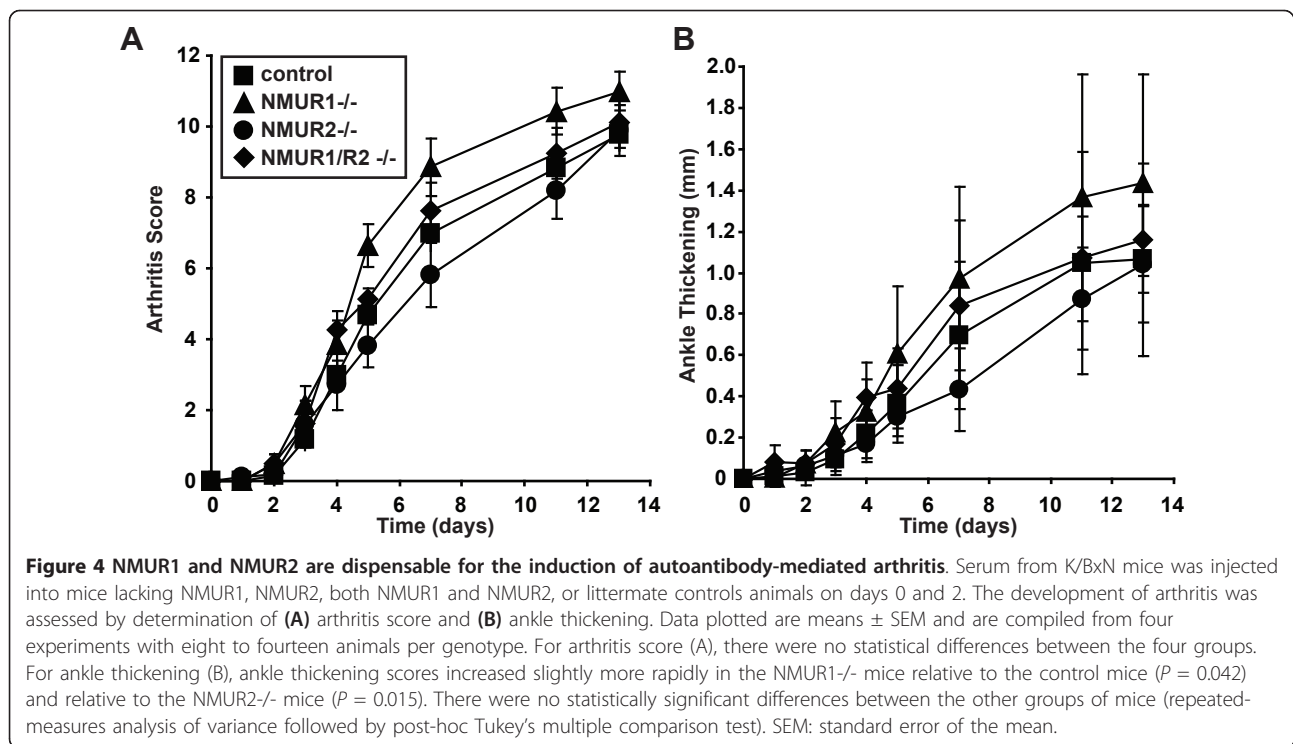 A
B
12
10
8
6
4
2
0
Arthritis Score
control
NMUR1-/-
NMUR2-/-
NMUR1/R2 -/-
0 2 4 6 8 10 12 14
Time (days)
2.0
1.8
1.6
1.4
1.2
1.0
0.8
0.6
0.4
0.2
0
Ankle Thickening (mm)
0 2 4 6 8 10 12 14
Time (days)
Figure 4 NMUR1 and NMUR2 are dispensable for the induction of autoantibody-mediated arthritis. Serum from K/BxN mice was injected
into mice lacking NMUR1, NMUR2, both NMUR1 and NMUR2, or littermate controls animals on days 0 and 2. The development of arthritis was
assessed by determination of (A) arthritis score and (B) ankle thickening. Data plotted are means ± SEM and are compiled from four
experiments with eight to fourteen animals per genotype. For arthritis score (A), there were no statistical differences between the four groups.
For ankle thickening (B), ankle thickening scores increased slightly more rapidly in the NMUR1-/- mice relative to the control mice (P = 0.042)
and relative to the NMUR2-/- mice (P = 0.015). There were no statistically significant differences between the other groups of mice (repeated-
measures analysis of variance followed by post-hoc Tukey's multiple comparison test). SEM: standard error of the mean.